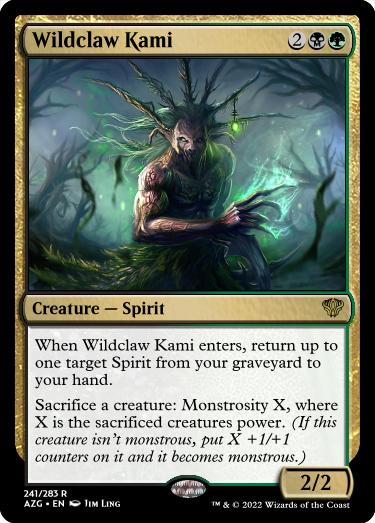 Wildclaw Kami 2
Creature — Spirit
When Wildclaw Kami enters, return up to
one target Spirit from your graveyard to
your hand.
Sacrifice a creature: Monstrosity X, where
X is the sacrificed creatures power. (If this
creature isn't monstrous, put X +1/+1
counters on it and it becomes monstrous.)
2/2
241/283 R
AZG • EN Jim Ling ™ & © 2022 Wizards of the Coast